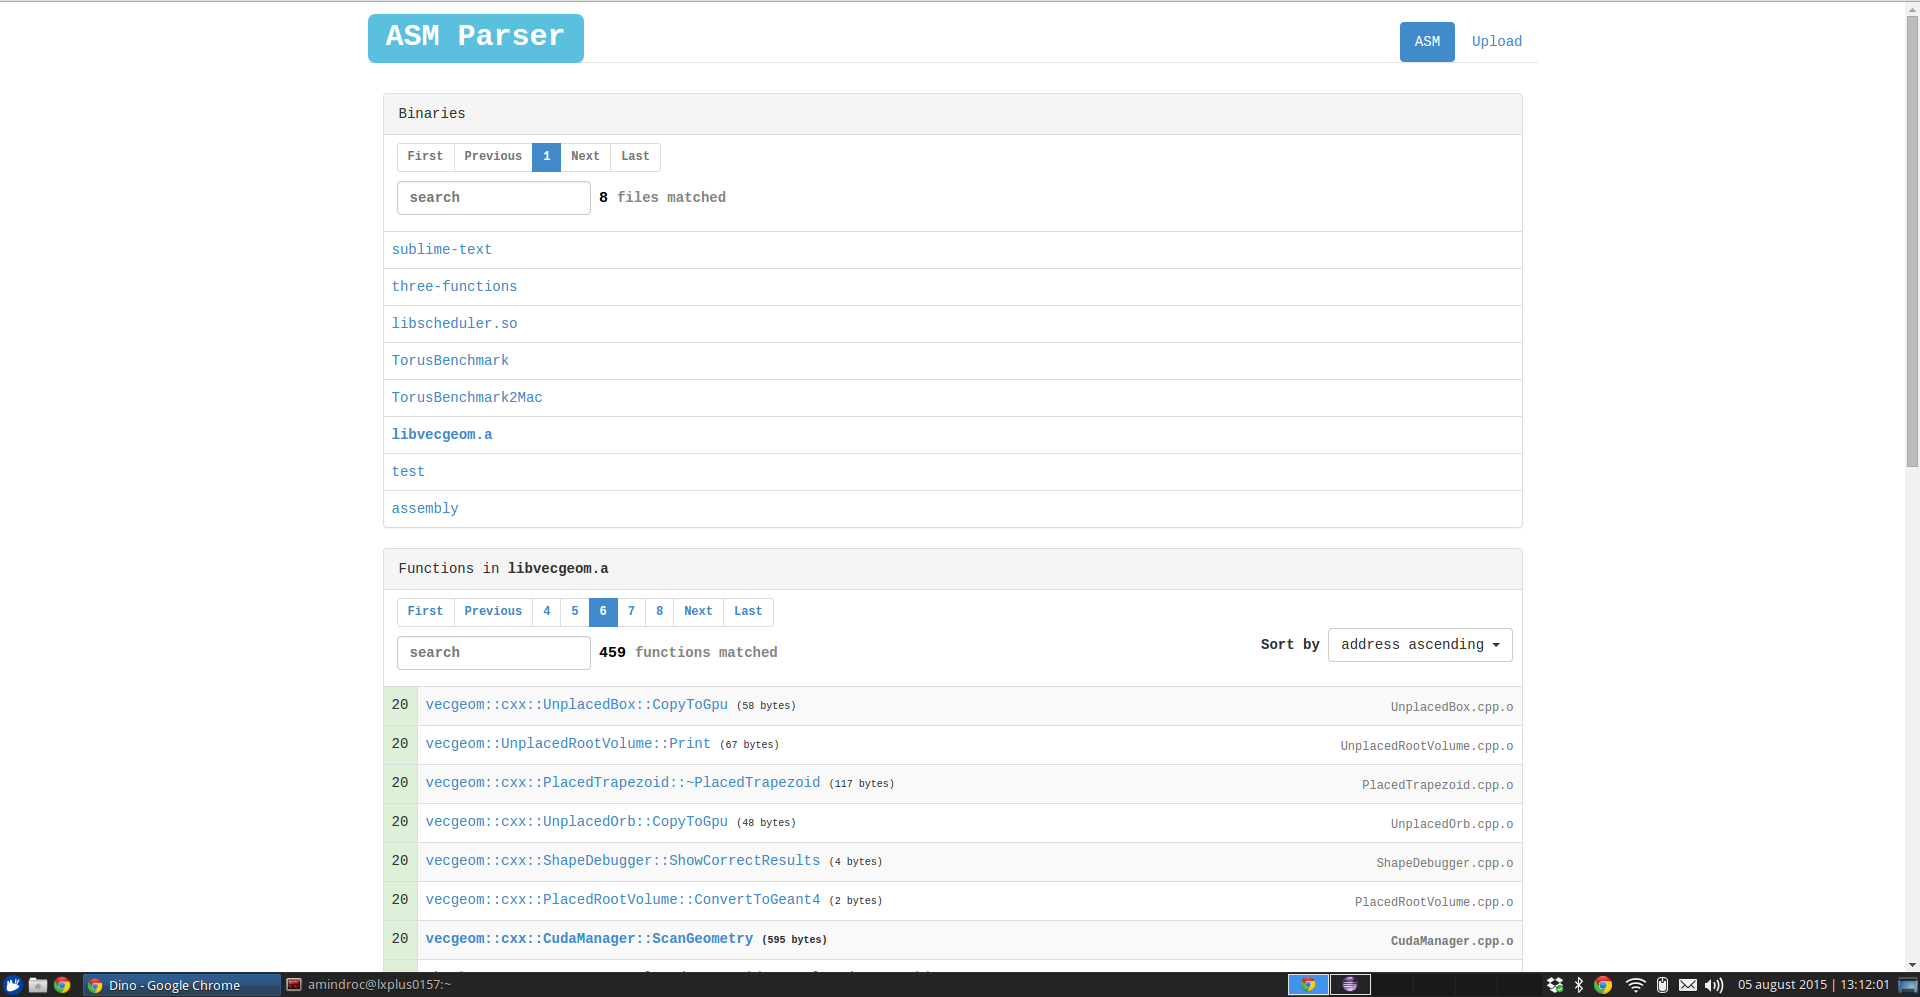 ASM Parser
ASM Upload
Binaries
First Previous 1 Next Last
search 8 files matched
sublime-text
three-functions
libscheduler.so
TorusBenchmark
TorusBenchmark2Mac
libvecgeom.a
test
assembly
Functions in libvecgeom.a
First Previous 4 5 6 7 8 Next Last
search 459 functions matched Sort by address ascending
20 vecgeom::cxx::UnplacedBox::CopyToGpu (58 bytes) UnplacedBox.cpp.o
20 vecgeom::UnplacedRootVolume::Print (67 bytes) UnplacedRootVolume.cpp.o
20 vecgeom::cxx::PlacedTrapezoid::~PlacedTrapezoid (117 bytes) PlacedTrapezoid.cpp.o
20 vecgeom::cxx::UnplacedOrb::CopyToGpu (48 bytes) UnplacedOrb.cpp.o
20 vecgeom::cxx::ShapeDebugger::ShowCorrectResults (4 bytes) ShapeDebugger.cpp.o
20 vecgeom::cxx::PlacedRootVolume::ConvertToGeant4 (2 bytes) PlacedRootVolume.cpp.o
20 vecgeom::cxx::CudaManager::ScanGeometry (595 bytes) CudaManager.cpp.o
Dino - Google Chrome amindroc@lxplus0157:~ 05 august 2015 | 13:12:01